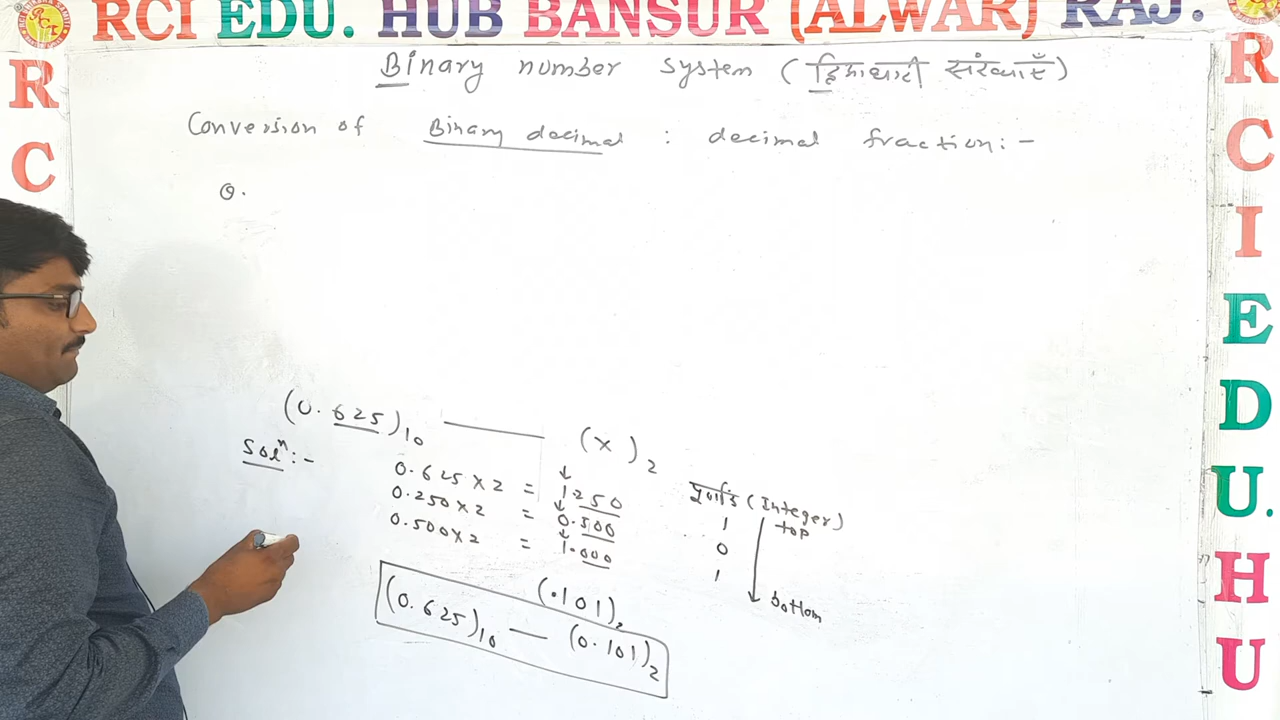 RCI EDU. HUB BANSUR (ALWAR) RAJ.
R
C
R
C
I
E
D
U.
H
U
Binary number system (द्विआधारी संख्याएँ)
Conversion of Binary decimal : decimal fraction:-
Q.
(0.625)10 ——— (x)2
Solⁿ:-
0.625×2 = 1.250
0.250×2 = 0.500
0.500×2 = 1.000
पूर्णांक (Integer)
1 top
0
1
bottom
(.101)2
(0.625)10 — (0.101)2